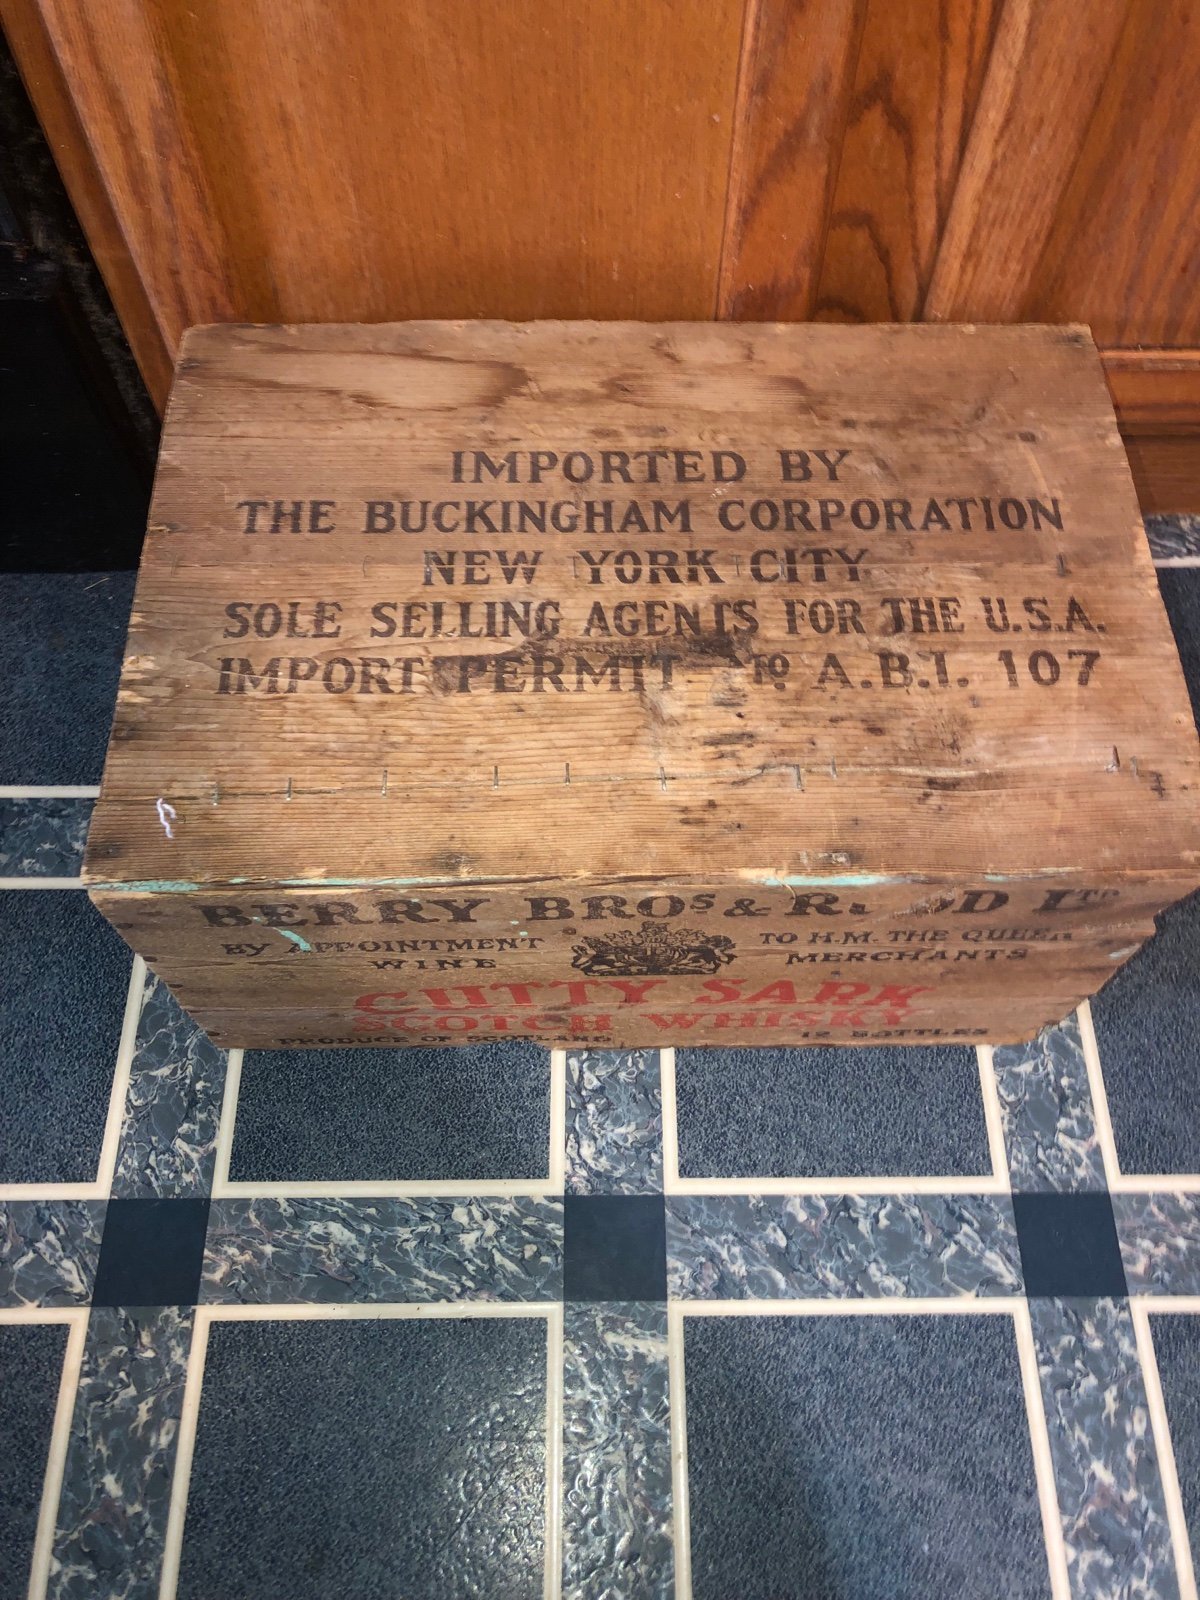 IMPORTED BY
THE BUCKINGHAM CORPORATION
NEW YORK CITY
SOLE SELLING AGENTS FOR THE U.S.A.
IMPORT PERMIT No A.B.I. 107
BERRY BROS & RUDD LTD
BY APPOINTMENT TO H.M. THE QUEEN
WINE MERCHANTS
CUTTY SARK
SCOTCH WHISKY
PRODUCE OF SCOTLAND 12 BOTTLES